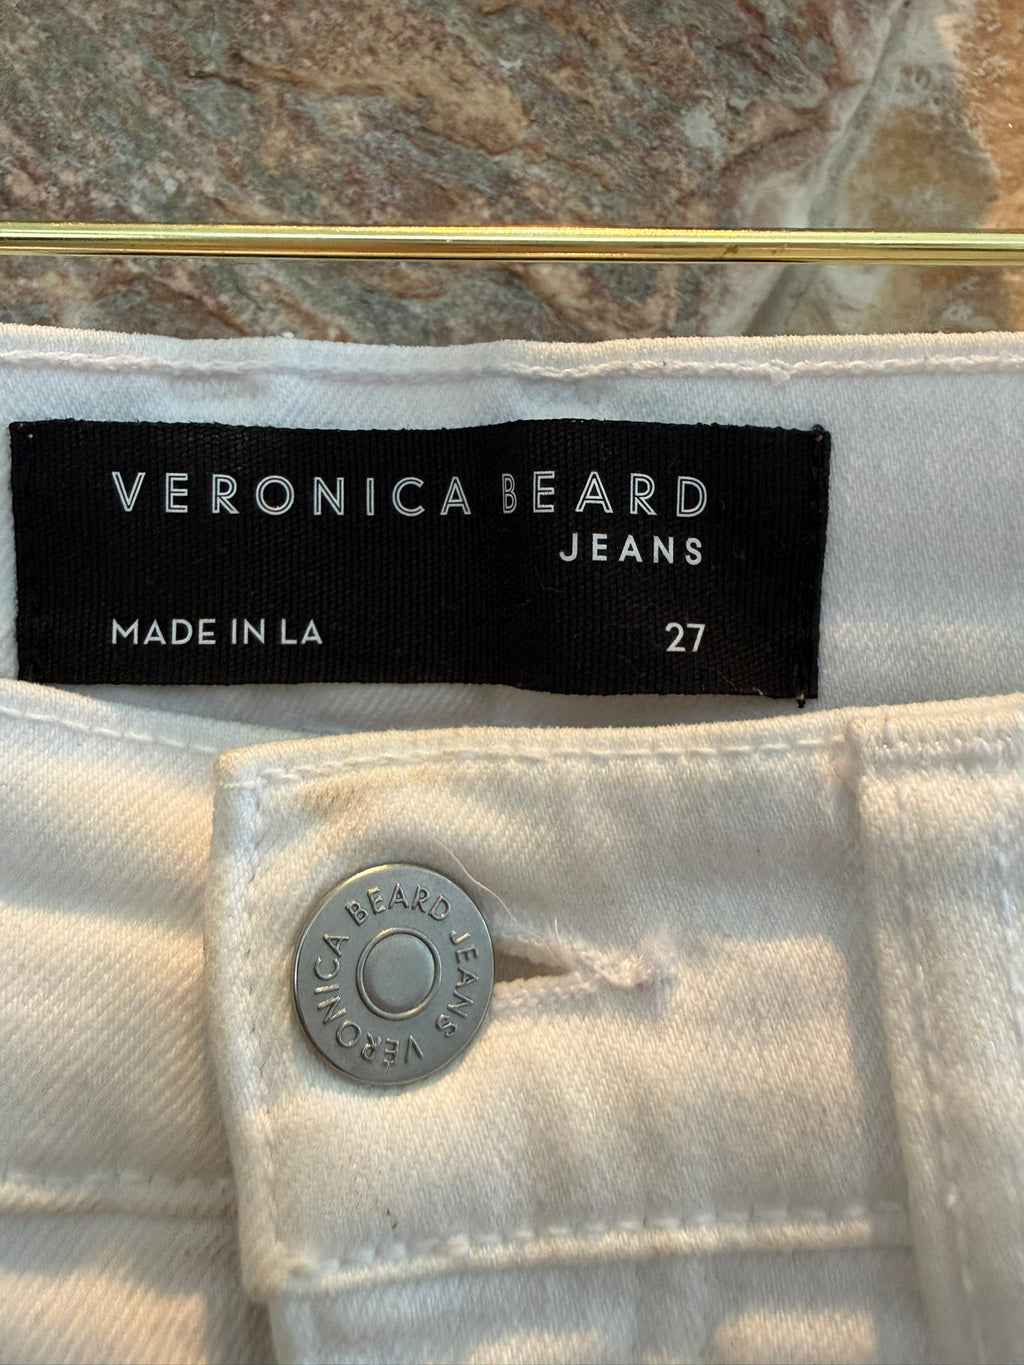 VERONICA BEARD
JEANS
MADE IN LA
27
VERONICA BEARD JEANS